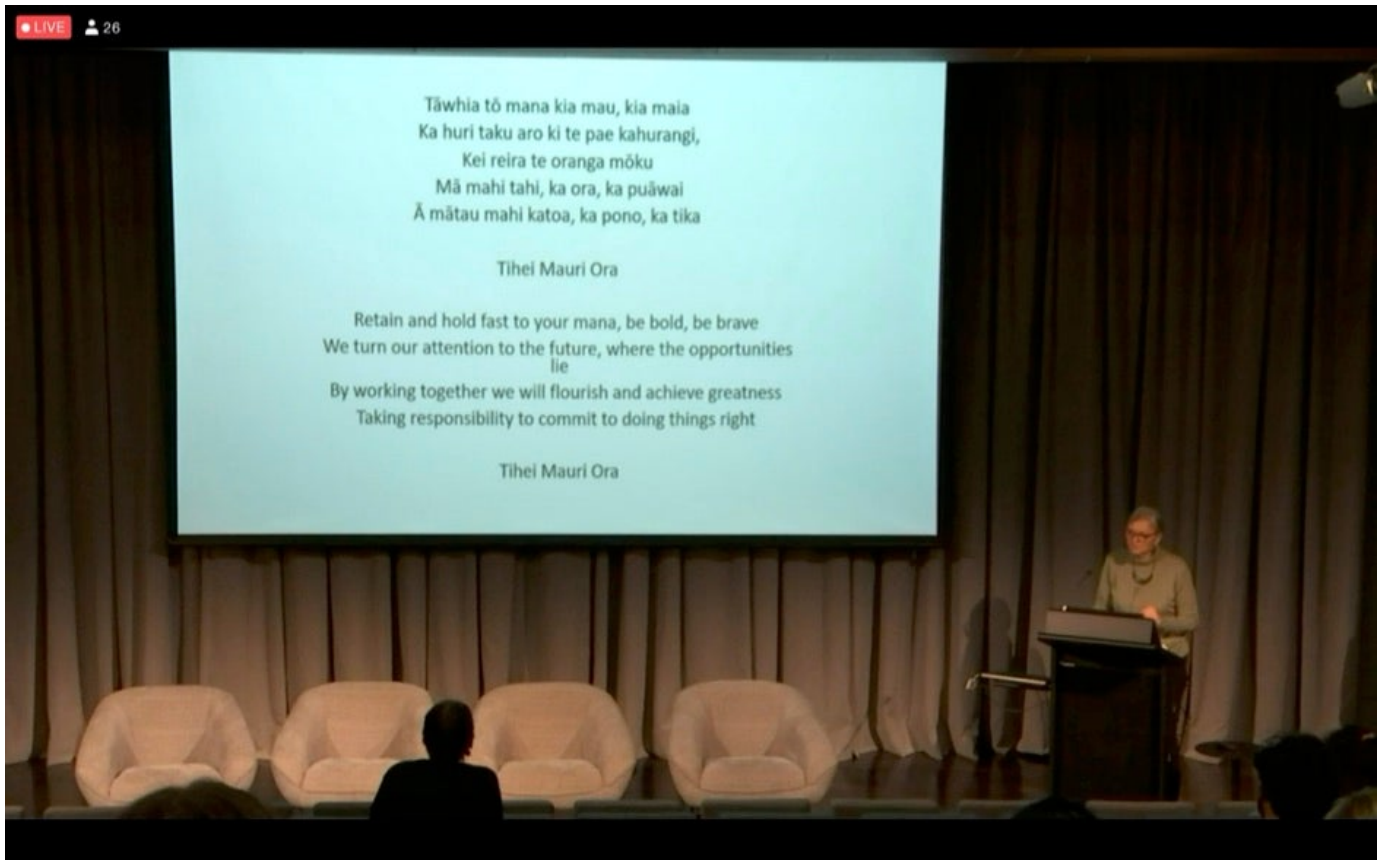 LIVE 26
Tāwhia tō mana kia mau, kia maia
Ka huri taku aro ki te pae kahurangi,
Kei reira te oranga mōku
Mā mahi tahi, ka ora, ka puāwai
Ā mātau mahi katoa, ka pono, ka tika
Tihei Mauri Ora
Retain and hold fast to your mana, be bold, be brave
We turn our attention to the future, where the opportunities
lie
By working together we will flourish and achieve greatness
Taking responsibility to commit to doing things right
Tihei Mauri Ora